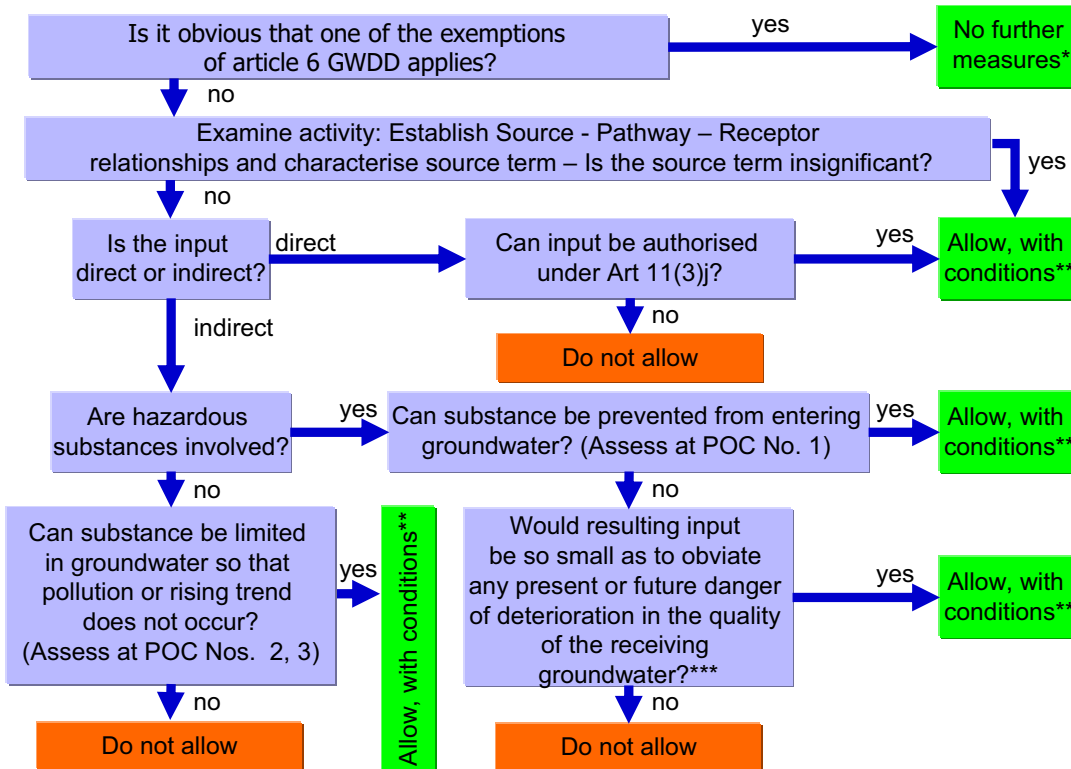 Is it obvious that one of the exemptions
of article 6 GWDD applies?
yes
No further
measures*
no
Examine activity: Establish Source - Pathway – Receptor
relationships and characterise source term – Is the source term insignificant?
yes
no
Is the input
direct or indirect?
direct
Can input be authorised
under Art 11(3)j?
yes
Allow, with
conditions**
indirect
no
Do not allow
Are hazardous
substances involved?
yes
Can substance be prevented from entering
groundwater? (Assess at POC No. 1)
yes
Allow, with
conditions**
no
no
Can substance be limited
in groundwater so that
pollution or rising trend
does not occur?
(Assess at POC Nos. 2, 3)
yes
Allow, with conditions**
Would resulting input
be so small as to obviate
any present or future danger
of deterioration in the quality
of the receiving
groundwater?***
yes
Allow, with
conditions**
no
Do not allow
no
Do not allow